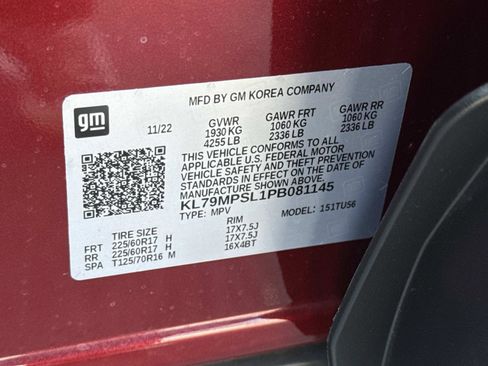 MFD BY GM KOREA COMPANY
gm
11/22 GVWR GAWR FRT GAWR RR
1930 KG 1060 KG 1060 KG
4255 LB 2336 LB 2336 LB
THIS VEHICLE CONFORMS TO ALL
APPLICABLE U.S. FEDERAL MOTOR
VEHICLE SAFETY AND THEFT PREVENTION
STANDARDS IN EFFECT ON THE DATE OF
MANUFACTURE SHOWN ABOVE.
KL79MPSL1PB081145
TYPE: MPV MODEL: 151TU56
TIRE SIZE RIM
FRT 225/60R17 H 17X7.5J
RR 225/60R17 H 17X7.5J
SPA T125/70R16 M 16X4BT